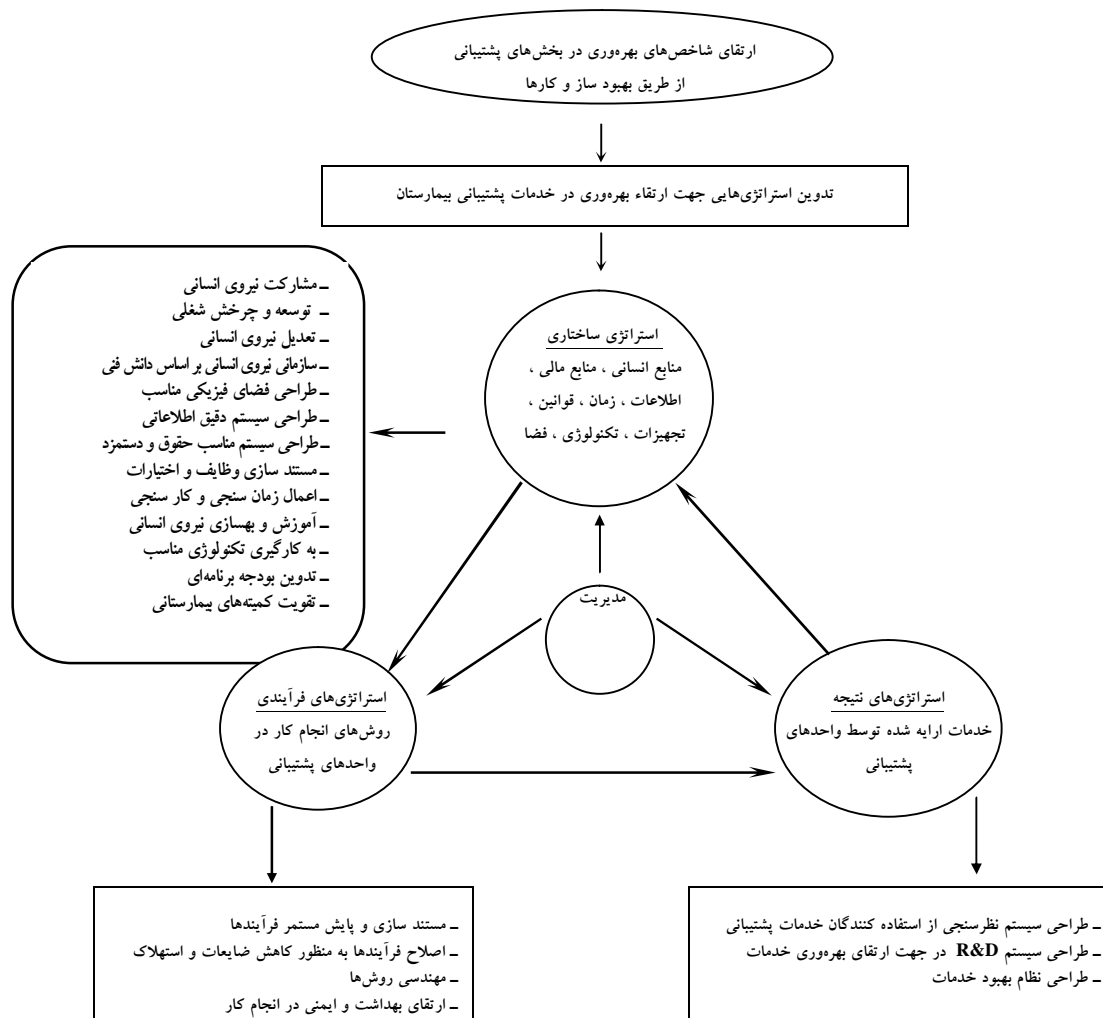 ارتقای شاخص‌های بهره‌وری در بخش‌های پشتیبانی
از طریق بهبود ساز و کارها
تدوین استراتژی‌هایی جهت ارتقاء بهره‌وری در خدمات پشتیبانی بیمارستان
استراتژی ساختاری
منابع انسانی ، منابع مالی ،
اطلاعات ، زمان ، قوانین ،
تجهیزات ، تکنولوژی ، فضا
ـ مشارکت نیروی انسانی
ـ توسعه و چرخش شغلی
ـ تعدیل نیروی انسانی
ـ سازمانی نیروی انسانی بر اساس دانش فنی
ـ طراحی فضای فیزیکی مناسب
ـ طراحی سیستم دقیق اطلاعاتی
ـ طراحی سیستم مناسب حقوق و دستمزد
ـ مستند سازی وظایف و اختیارات
ـ اعمال زمان سنجی و کار سنجی
ـ آموزش و بهسازی نیروی انسانی
ـ به کارگیری تکنولوژی مناسب
ـ تدوین بودجه برنامه‌ای
ـ تقویت کمیته‌های بیمارستانی
مدیریت
استراتژی‌های نتیجه
خدمات ارایه شده توسط واحدهای
پشتیبانی
استراتژی‌های فرآیندی
روش‌های انجام کار در
واحدهای پشتیبانی
ـ طراحی سیستم نظرسنجی از استفاده کنندگان خدمات پشتیبانی
ـ طراحی سیستم R&D در جهت ارتقای بهره‌وری خدمات
ـ طراحی نظام بهبود خدمات
ـ مستند سازی و پایش مستمر فرآیندها
ـ اصلاح فرآیندها به منظور کاهش ضایعات و استهلاک
ـ مهندسی روش‌ها
ـ ارتقای بهداشت و ایمنی در انجام کار